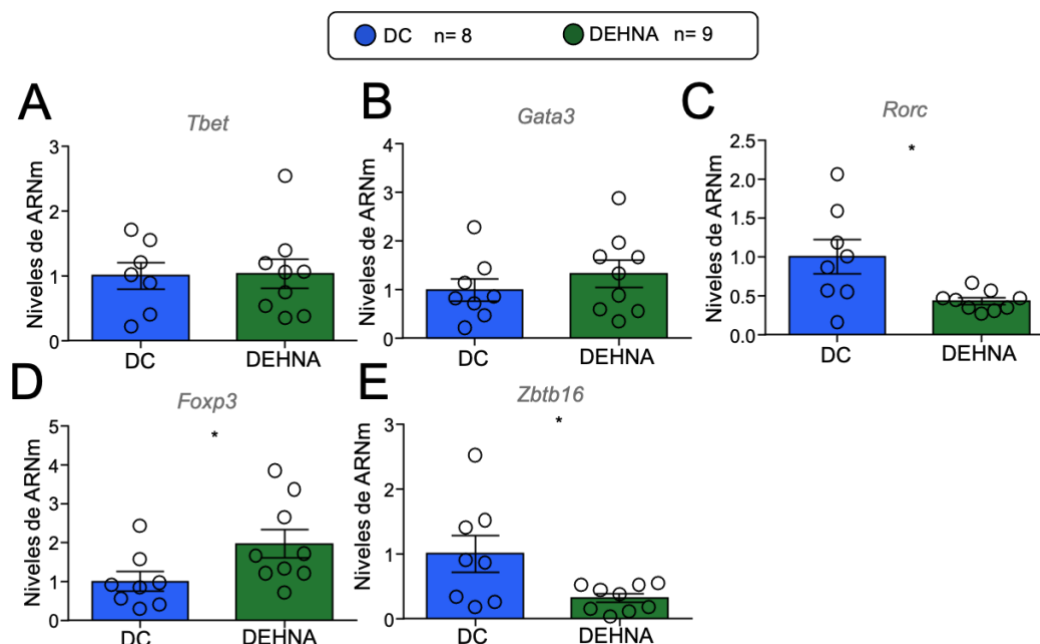 DC n= 8 DEHNA n= 9
A
Tbet
Niveles de ARNm
3
2
1
0
DC DEHNA
B
Gata3
Niveles de ARNm
4
3
2
1
0
DC DEHNA
C
Rorc
*
Niveles de ARNm
2.5
2.0
1.5
1.0
0.5
0.0
DC DEHNA
D
Foxp3
*
Niveles de ARNm
5
4
3
2
1
0
DC DEHNA
E
Zbtb16
*
Niveles de ARNm
3
2
1
0
DC DEHNA